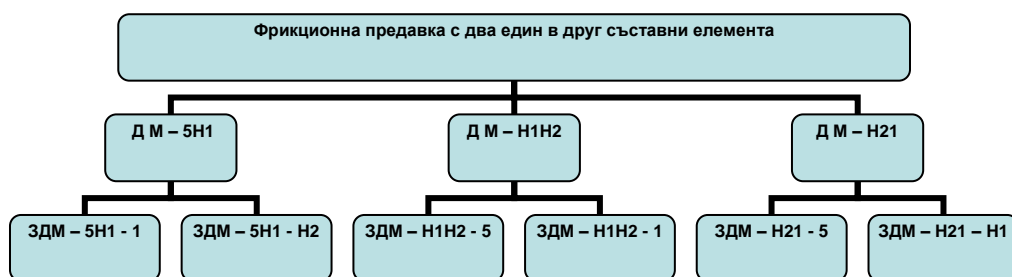 Фрикционна предавка с два един в друг съставни елемента
Д М – 5Н1
Д М – Н1Н2
Д М – Н21
ЗДМ – 5Н1 - 1
ЗДМ – 5Н1 - Н2
ЗДМ – Н1Н2 - 5
ЗДМ – Н1Н2 - 1
ЗДМ – Н21 - 5
ЗДМ – Н21 – Н1